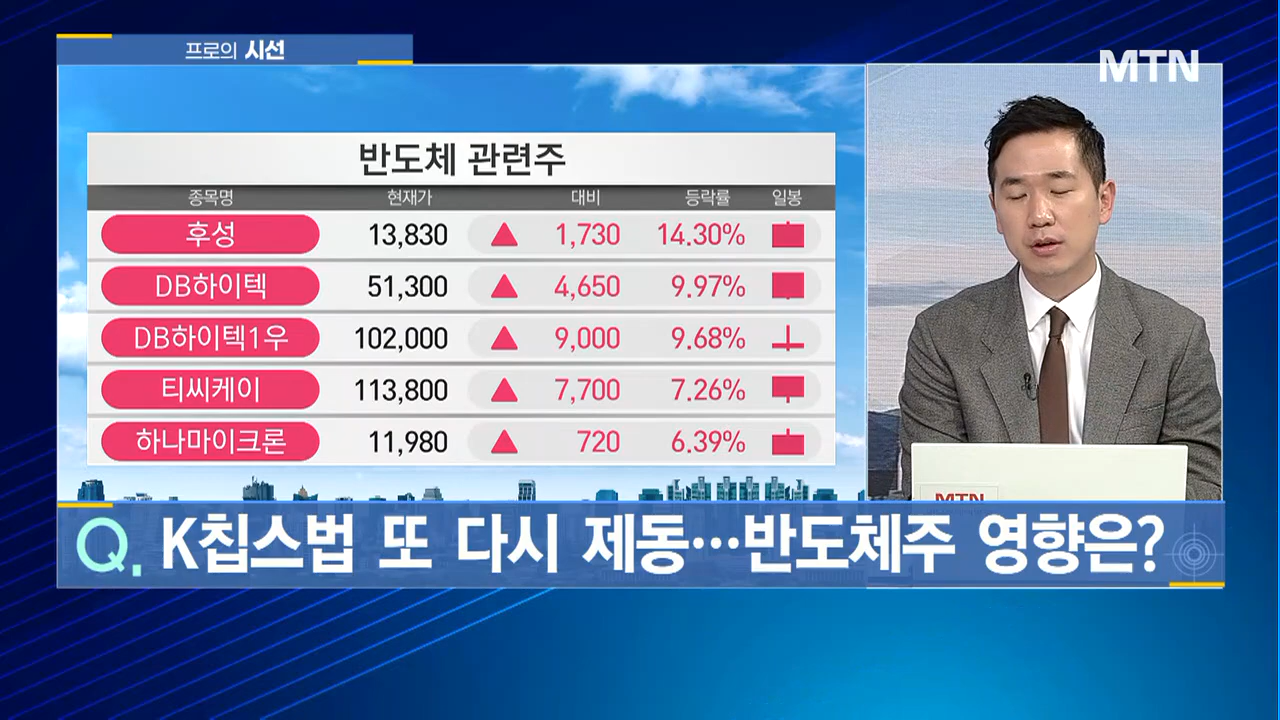 프로의 시선
MTN
반도체 관련주
종목명 현재가 대비 등락률 일봉
후성 13,830 ▲ 1,730 14.30%
DB하이텍 51,300 ▲ 4,650 9.97%
DB하이텍1우 102,000 ▲ 9,000 9.68%
티씨케이 113,800 ▲ 7,700 7.26%
하나마이크론 11,980 ▲ 720 6.39%
MTN
Q. K칩스법 또 다시 제동…반도체주 영향은?